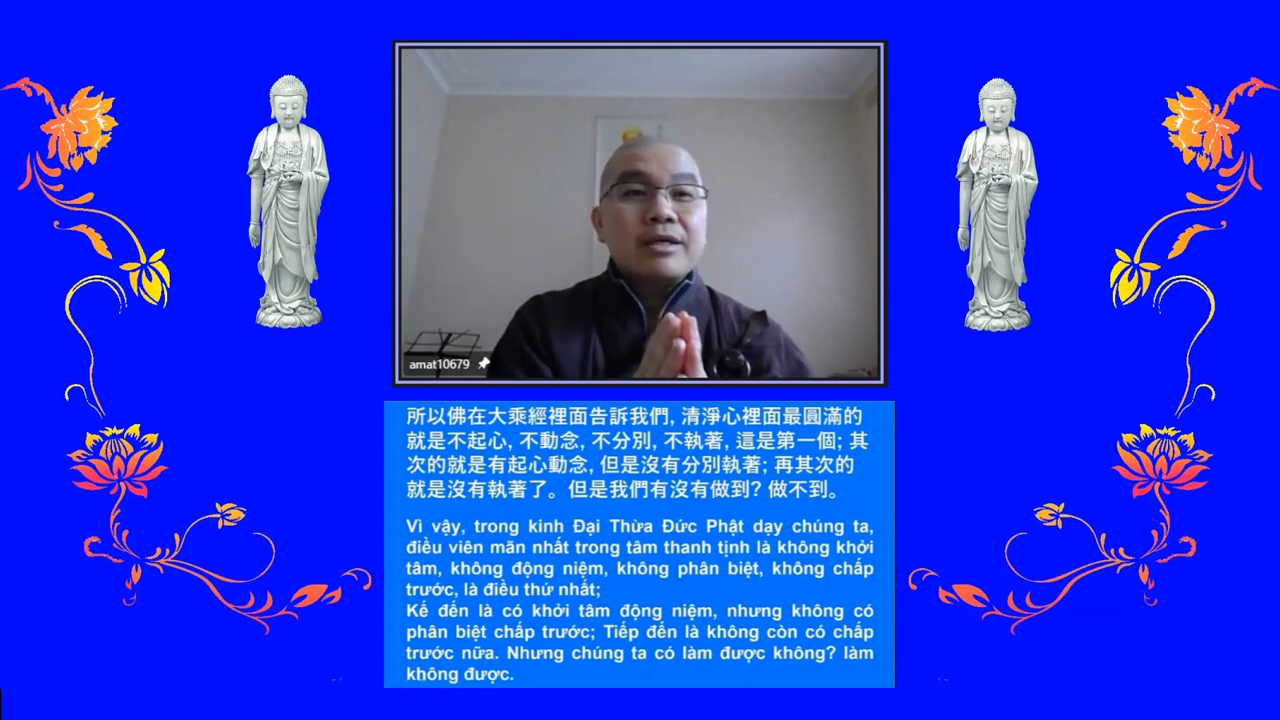 amat10679
所以佛在大乘經裡面告訴我們, 清淨心裡面最圓滿的
就是不起心, 不動念, 不分別, 不執著, 這是第一個; 其
次的就是有起心動念, 但是沒有分別執著; 再其次的
就是沒有執著了。但是我們有沒有做到? 做不到。
Vì vậy, trong kinh Đại Thừa Đức Phật dạy chúng ta,
điều viên mãn nhất trong tâm thanh tịnh là không khởi
tâm, không động niệm, không phân biệt, không chấp
trước, là điều thứ nhất;
Kế đến là có khởi tâm động niệm, nhưng không có
phân biệt chấp trước; Tiếp đến là không còn có chấp
trước nữa. Nhưng chúng ta có làm được không? làm
không được.